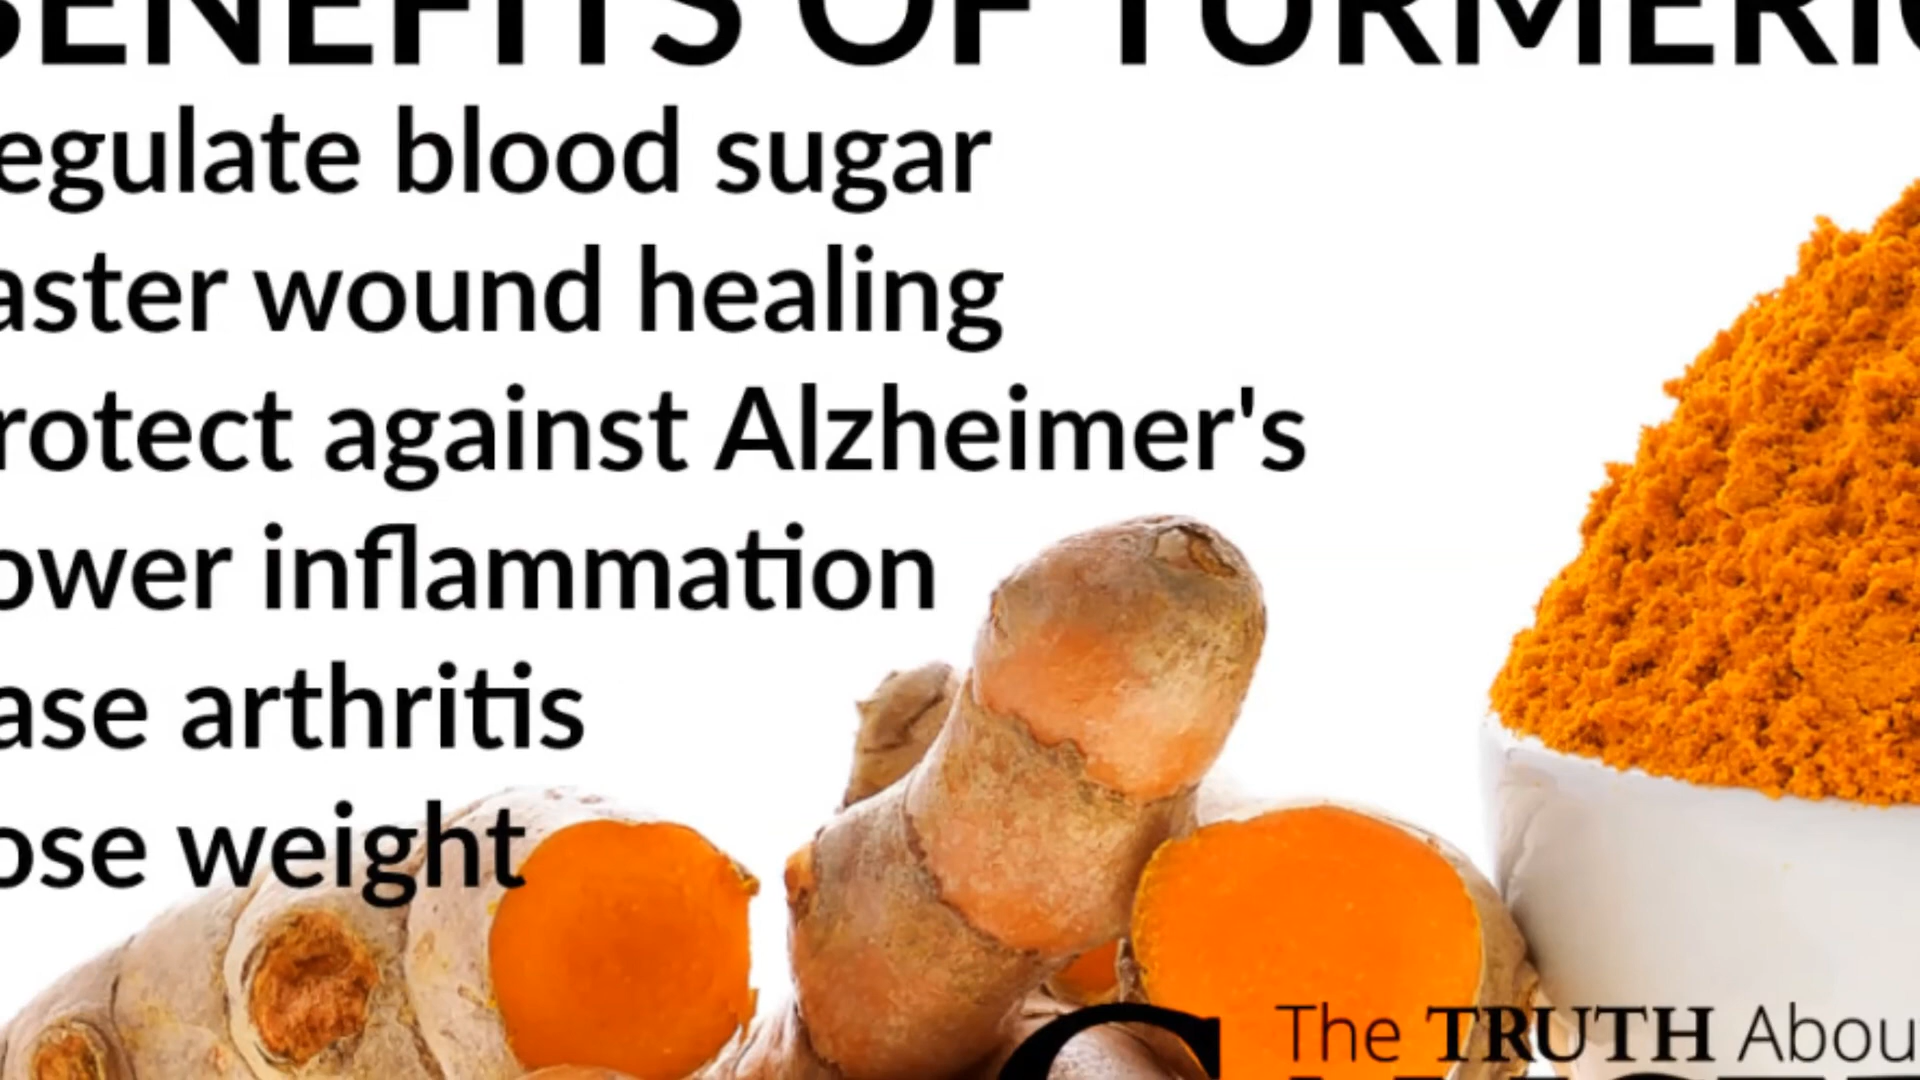 BENEFITS OF TURMERIC
egulate blood sugar
aster wound healing
rotect against Alzheimer's
ower inflammation
ase arthritis
ose weight
The TRUTH Abou